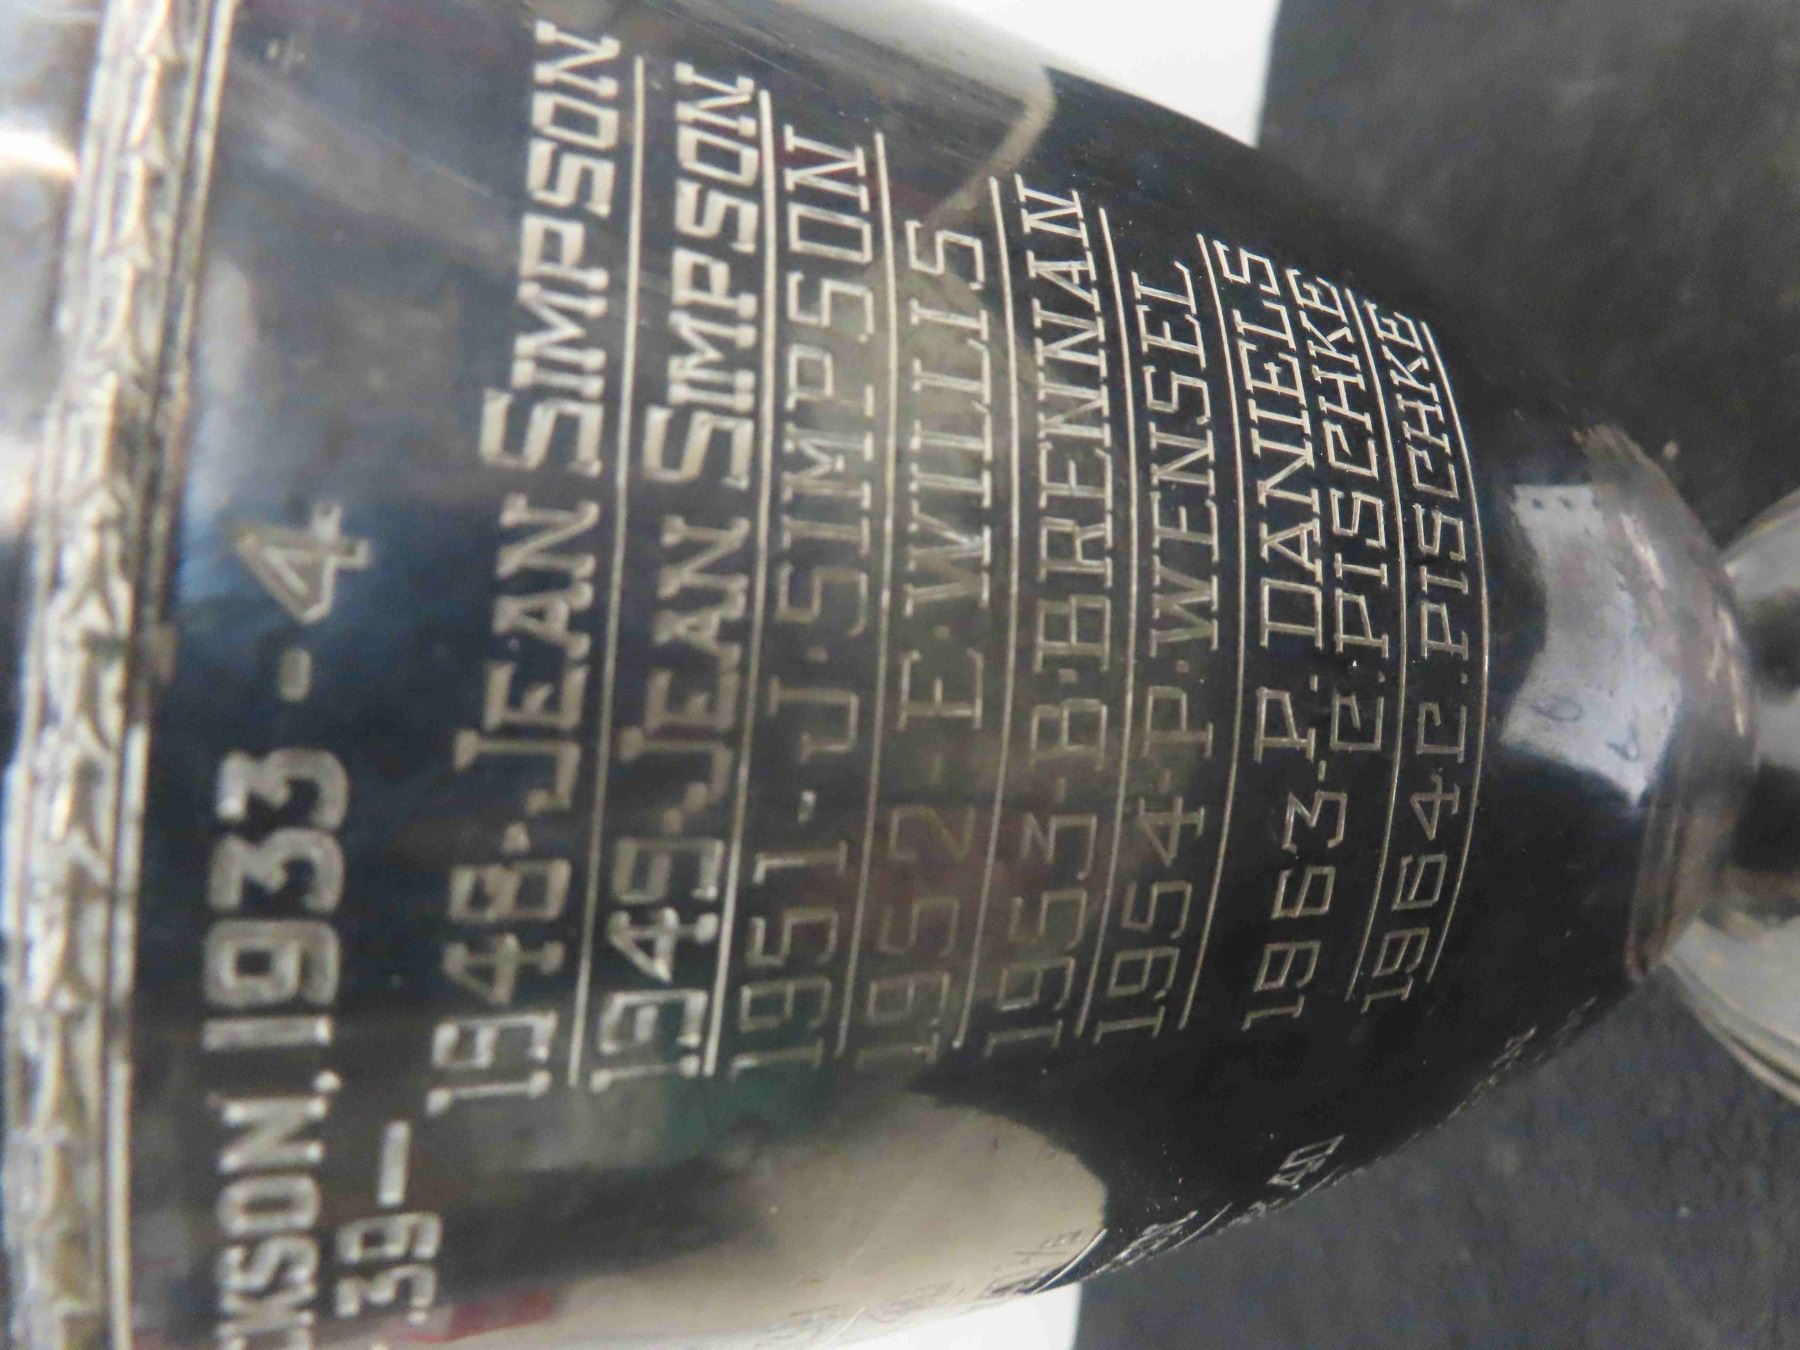 KSON. 1933 - 4
39 -
1948-JEAN SIMPSON
1949-JEAN SIMPSON
1951-J.SIMPSON
1952-E.WILLIS
1953-B.BRENNAN
1954-P.WENSEL
P. DANIELS
1963-C.PISCHKE
1964 C.PISCHKE